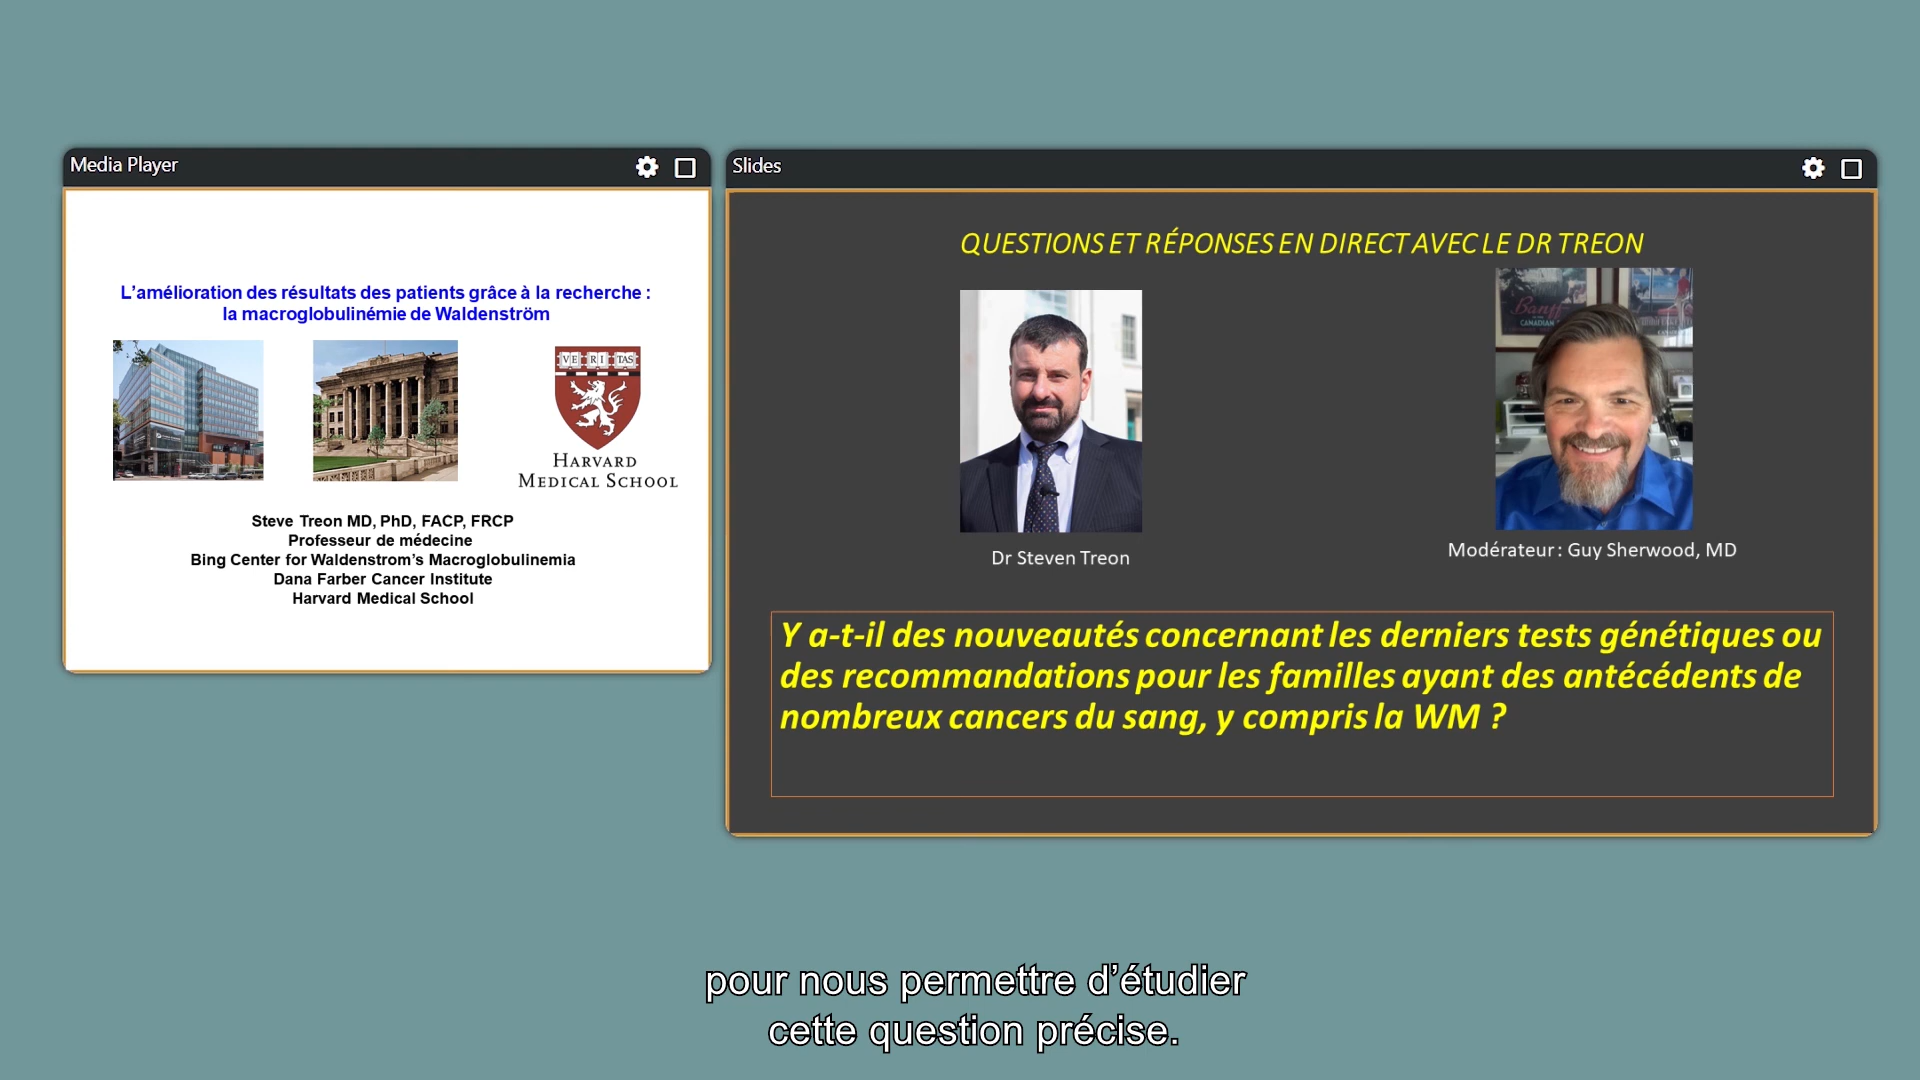 Media Player
L'amélioration des résultats des patients grâce à la recherche :
la macroglobulinémie de Waldenström
VE RI TAS
HARVARD
MEDICAL SCHOOL
Steve Treon MD, PhD, FACP, FRCP
Professeur de médecine
Bing Center for Waldenstrom's Macroglobulinemia
Dana Farber Cancer Institute
Harvard Medical School
Slides
QUESTIONS ET RÉPONSES EN DIRECT AVEC LE DR TREON
Banff
CANADIAN
Dr Steven Treon
Modérateur : Guy Sherwood, MD
Y a-t-il des nouveautés concernant les derniers tests génétiques ou
des recommandations pour les familles ayant des antécédents de
nombreux cancers du sang, y compris la WM ?
pour nous permettre d'étudier
cette question précise.